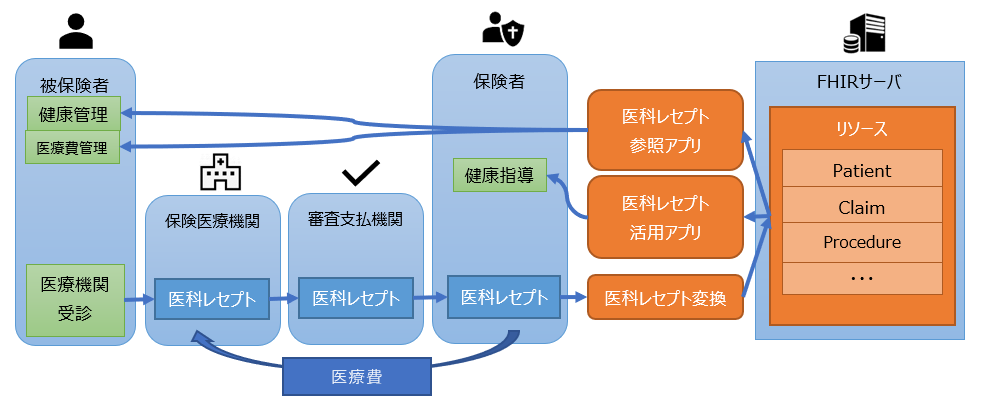 被保険者
健康管理
医療費管理
医療機関
受診
保険医療機関
医科レセプト
審査支払機関
医科レセプト
医療費
保険者
健康指導
医科レセプト
医科レセプト
参照アプリ
医科レセプト
活用アプリ
医科レセプト変換
FHIRサーバ
リソース
Patient
Claim
Procedure
・・・